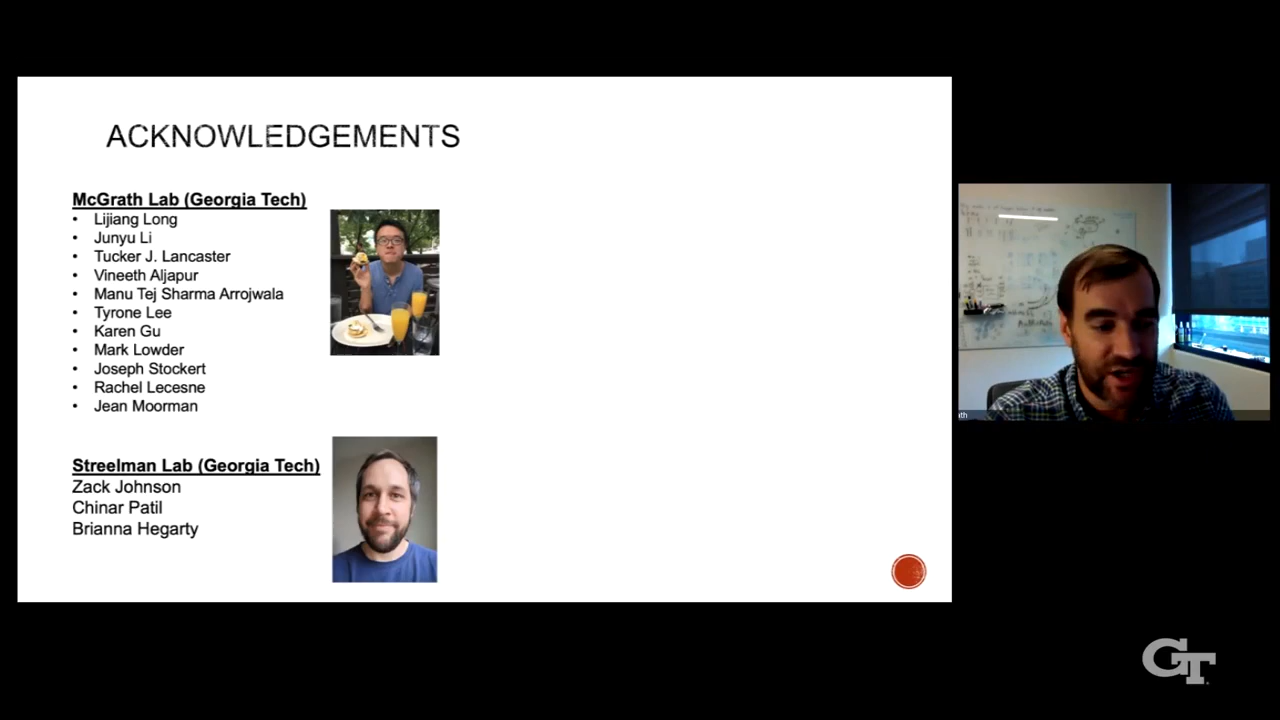 ACKNOWLEDGEMENTS
McGrath Lab (Georgia Tech)
• Lijiang Long
• Junyu Li
• Tucker J. Lancaster
• Vineeth Aljapur
• Manu Tej Sharma Arrojwala
• Tyrone Lee
• Karen Gu
• Mark Lowder
• Joseph Stockert
• Rachel Lecesne
• Jean Moorman
Streelman Lab (Georgia Tech)
Zack Johnson
Chinar Patil
Brianna Hegarty
GT